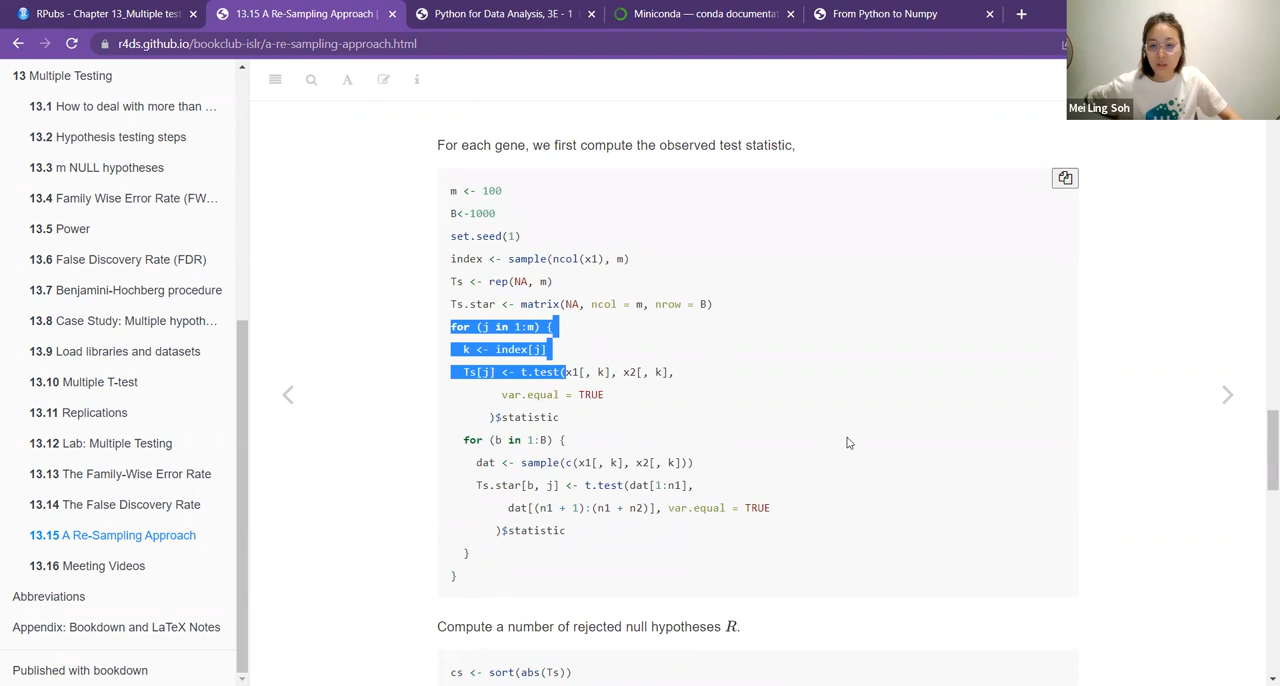 RPubs - Chapter 13_Multiple test
13.15 A Re-Sampling Approach |
Python for Data Analysis, 3E - 1
Miniconda — conda documentat
From Python to Numpy
r4ds.github.io/bookclub-islr/a-re-sampling-approach.html
Mei Ling Soh
13 Multiple Testing
13.1 How to deal with more than …
13.2 Hypothesis testing steps
13.3 m NULL hypotheses
13.4 Family Wise Error Rate (FW…
13.5 Power
13.6 False Discovery Rate (FDR)
13.7 Benjamini-Hochberg procedure
13.8 Case Study: Multiple hypoth…
13.9 Load libraries and datasets
13.10 Multiple T-test
13.11 Replications
13.12 Lab: Multiple Testing
13.13 The Family-Wise Error Rate
13.14 The False Discovery Rate
13.15 A Re-Sampling Approach
13.16 Meeting Videos
Abbreviations
Appendix: Bookdown and LaTeX Notes
Published with bookdown
For each gene, we first compute the observed test statistic,
m <- 100
B<-1000
set.seed(1)
index <- sample(ncol(x1), m)
Ts <- rep(NA, m)
Ts.star <- matrix(NA, ncol = m, nrow = B)
for (j in 1:m) {
k <- index[j]
Ts[j] <- t.test(x1[, k], x2[, k],
var.equal = TRUE
)$statistic
for (b in 1:B) {
dat <- sample(c(x1[, k], x2[, k]))
Ts.star[b, j] <- t.test(dat[1:n1],
dat[(n1 + 1):(n1 + n2)], var.equal = TRUE
)$statistic
}
}
Compute a number of rejected null hypotheses R.
cs <- sort(abs(Ts))